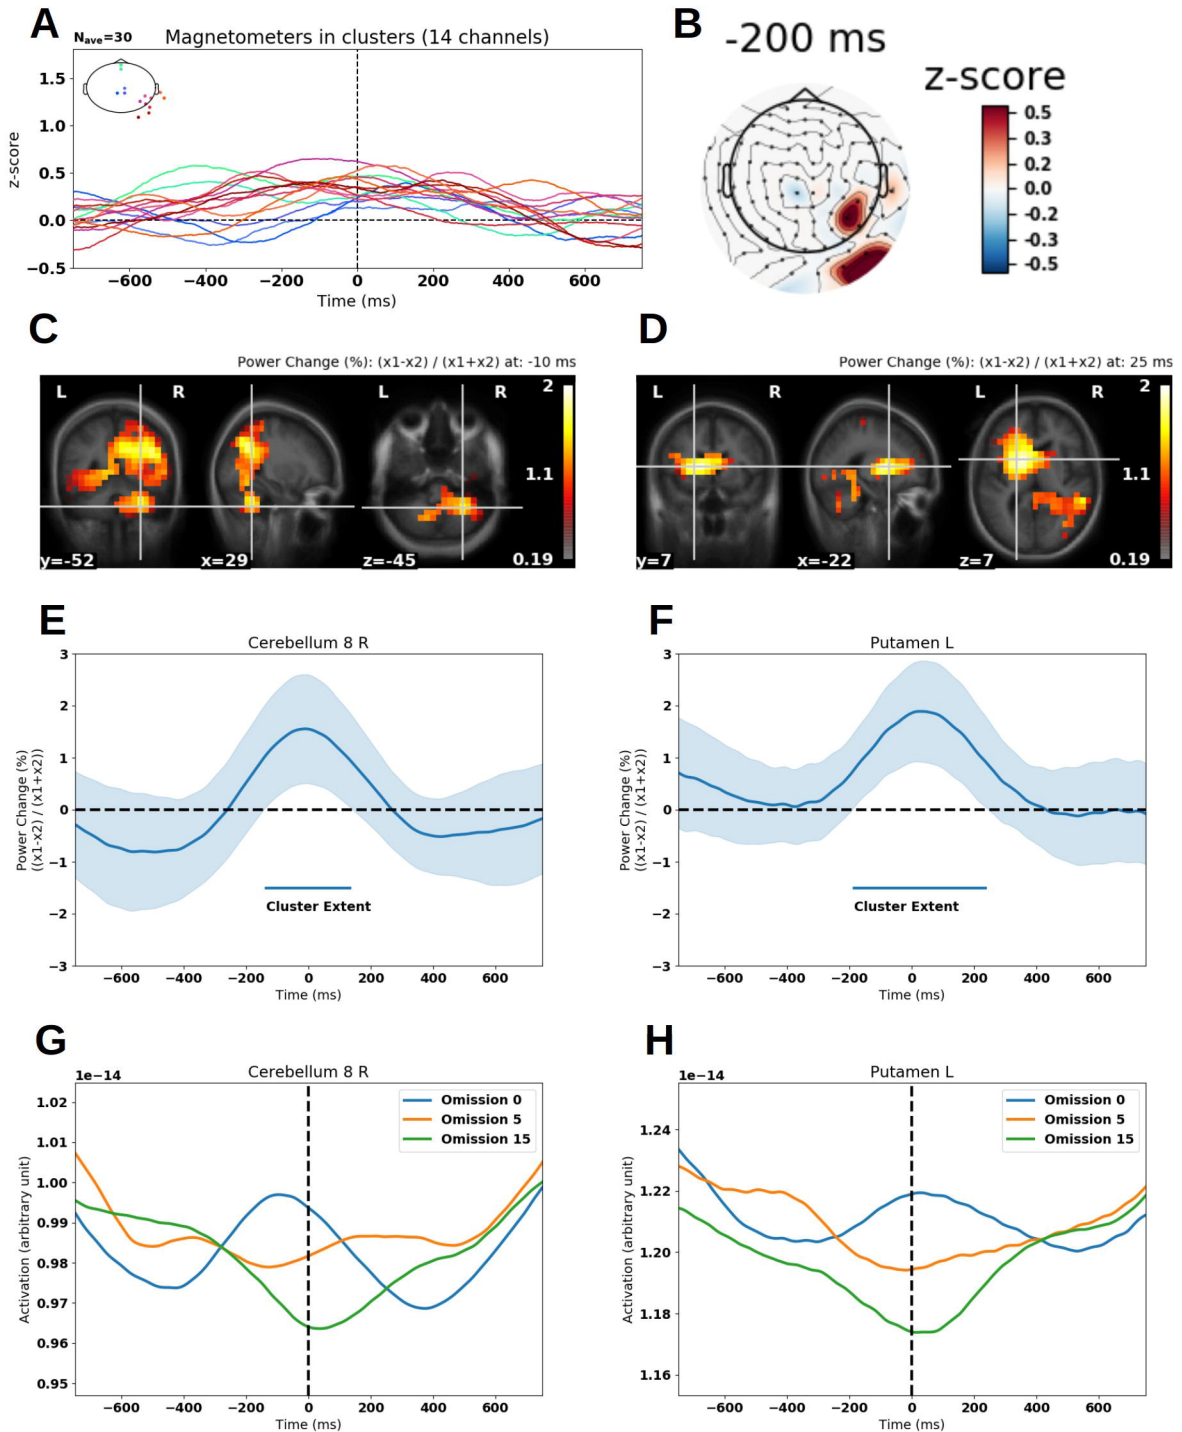 A
N_ave=30 Magnetometers in clusters (14 channels)
z-score
1.5
1.0
0.5
0.0
−0.5
−600 −400 −200 0 200 400 600
Time (ms)
B
-200 ms
z-score
0.5
0.3
0.2
0.0
-0.2
-0.3
-0.5
C
Power Change (%): (x1-x2) / (x1+x2) at: -10 ms
L R L R
2
1.1
0.19
y=-52 x=29 z=-45
D
Power Change (%): (x1-x2) / (x1+x2) at: 25 ms
L R L R
2
1.1
0.19
y=7 x=-22 z=7
E
Cerebellum 8 R
Power Change (%)
((x1-x2) / (x1+x2))
3
2
1
0
−1
−2
−3
Cluster Extent
−600 −400 −200 0 200 400 600
Time (ms)
F
Putamen L
Power Change (%)
((x1-x2) / (x1+x2))
3
2
1
0
−1
−2
−3
Cluster Extent
−600 −400 −200 0 200 400 600
Time (ms)
G
1e−14
Cerebellum 8 R
Activation (arbitrary unit)
1.02
1.01
1.00
0.99
0.98
0.97
0.96
0.95
Omission 0
Omission 5
Omission 15
−600 −400 −200 0 200 400 600
Time (ms)
H
1e−14
Putamen L
Activation (arbitrary unit)
1.24
1.22
1.20
1.18
1.16
Omission 0
Omission 5
Omission 15
−600 −400 −200 0 200 400 600
Time (ms)